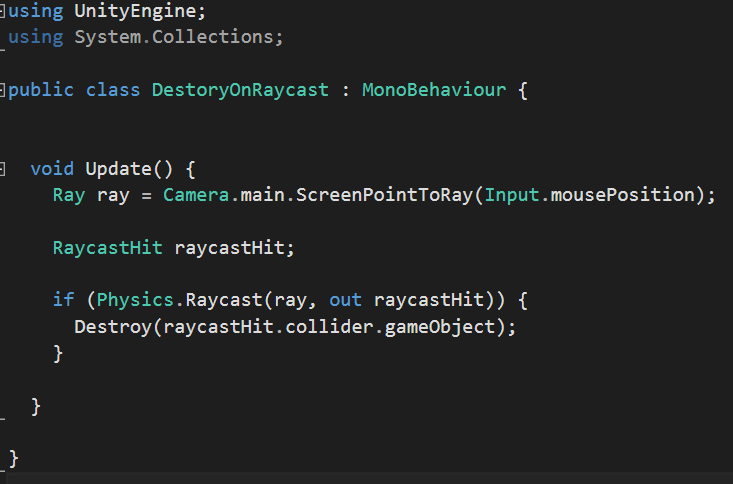 using UnityEngine;
using System.Collections;
public class DestoryOnRaycast : MonoBehaviour {
void Update() {
Ray ray = Camera.main.ScreenPointToRay(Input.mousePosition);
RaycastHit raycastHit;
if (Physics.Raycast(ray, out raycastHit)) {
Destroy(raycastHit.collider.gameObject);
}
}
}